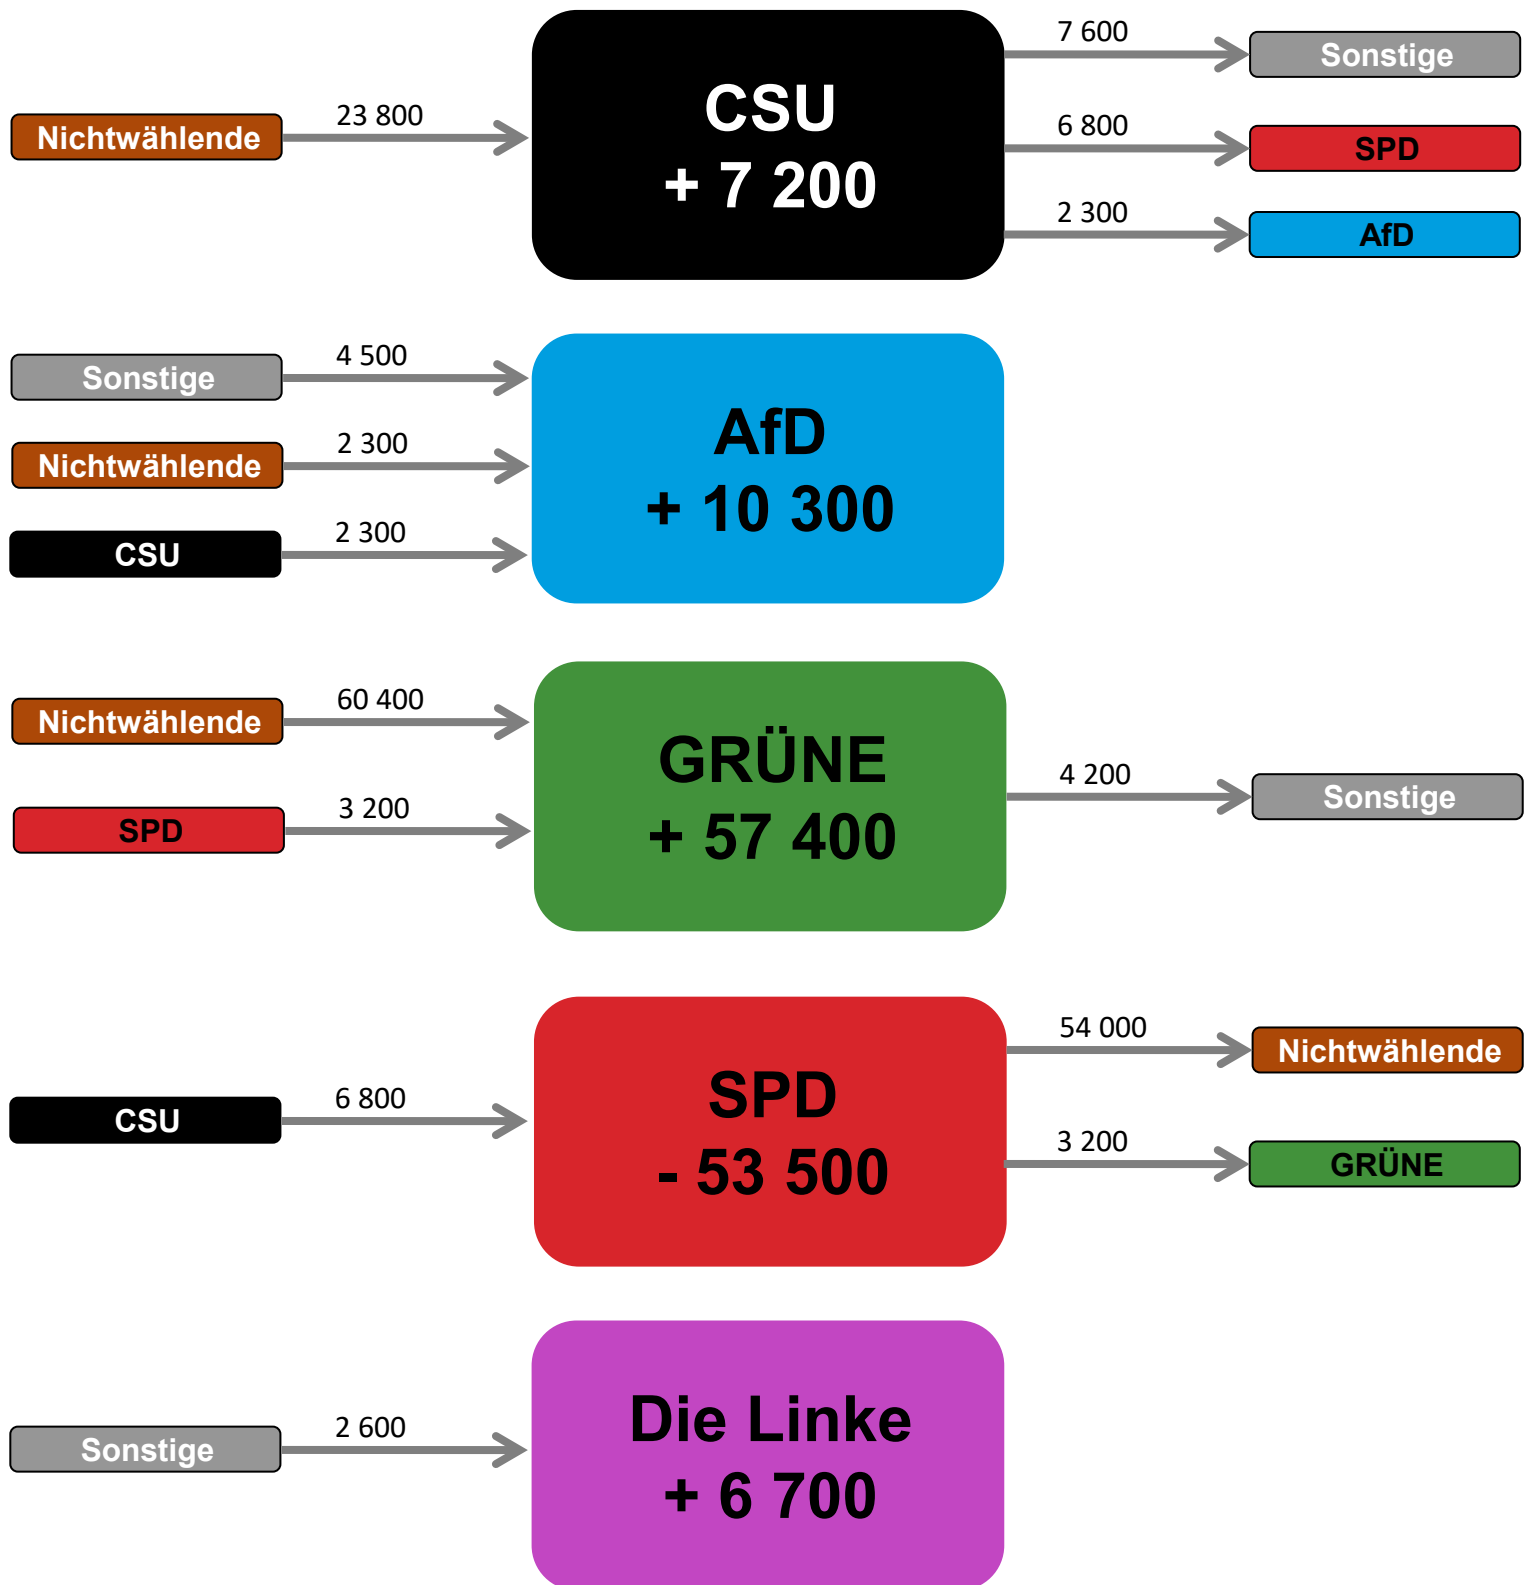 Nichtwählende
23 800
CSU
+ 7 200
7 600
Sonstige
6 800
SPD
2 300
AfD
Sonstige
4 500
Nichtwählende
2 300
CSU
2 300
AfD
+ 10 300
Nichtwählende
60 400
SPD
3 200
GRÜNE
+ 57 400
4 200
Sonstige
CSU
6 800
SPD
- 53 500
54 000
Nichtwählende
3 200
GRÜNE
Sonstige
2 600
Die Linke
+ 6 700